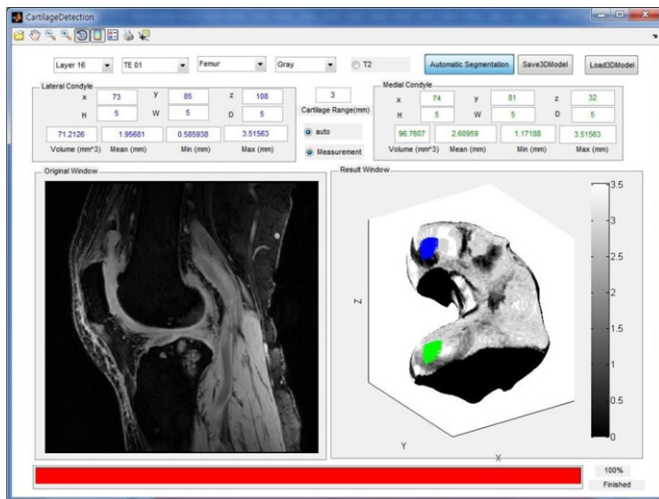 CartilageDetection
Layer 16 TE 01 Femur Gray T2 Automatic Segmentation Save3DModel Load3DModel
Lateral Condyle
x 73 y 85 z 108
H 5 W 5 D 5
71.2126 1.95681 0.585938 3.51563
Volume (mm^3) Mean (mm) Min (mm) Max (mm)
3
Cartilage Range(mm)
auto
Measurement
Medial Condyle
x 74 y 81 z 32
H 5 W 5 D 5
96.7607 2.60959 1.17188 3.51563
Volume (mm^3) Mean (mm) Min (mm) Max (mm)
Original Window
Result Window
Z
Y
X
3.5
3
2.5
2
1.5
1
0.5
0
100%
Finished